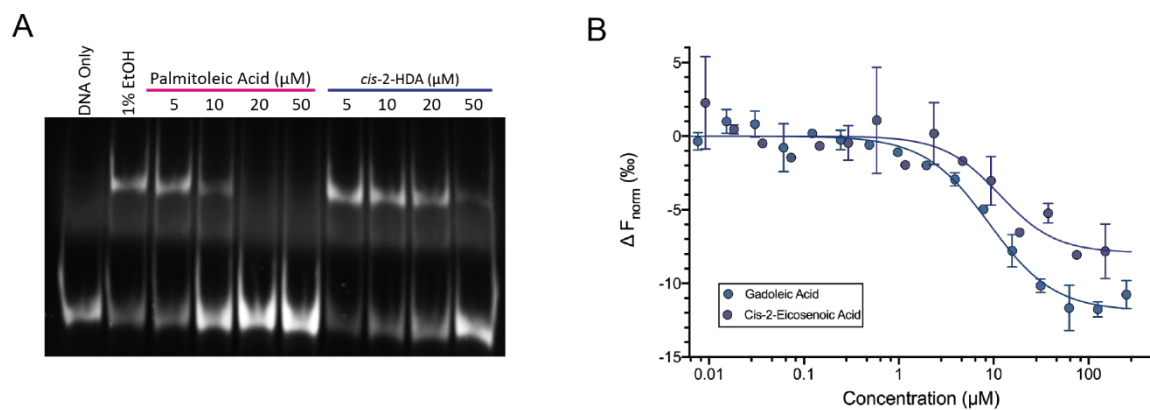 A
DNA Only
1% EtOH
Palmitoleic Acid (µM)
5 10 20 50
cis-2-HDA (µM)
5 10 20 50
B
Δ Fnorm (‰)
5
0
-5
-10
-15
Gadoleic Acid
Cis-2-Eicosenoic Acid
0.01 0.1 1 10 100
Concentration (µM)